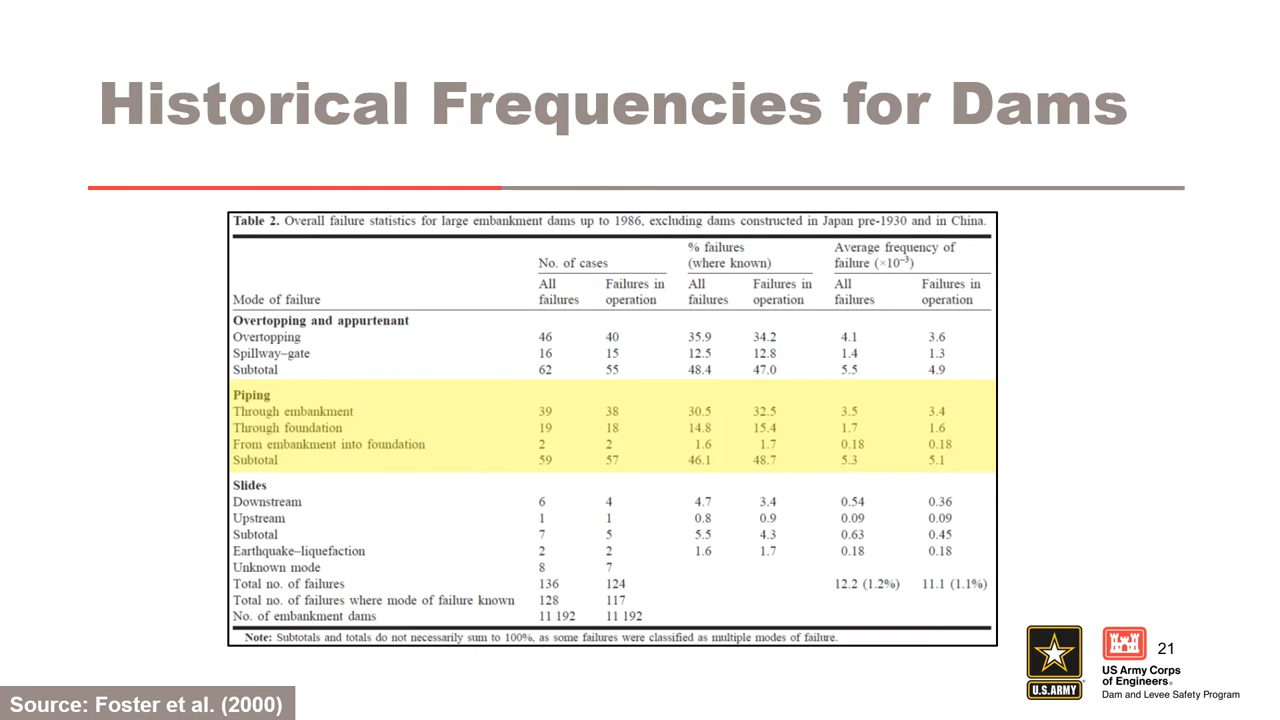 Historical Frequencies for Dams
Table 2. Overall failure statistics for large embankment dams up to 1986, excluding dams constructed in Japan pre-1930 and in China.
% failures Average frequency of
No. of cases (where known) failure (×10⁻³)
All Failures in All Failures in All Failures in
Mode of failure failures operation failures operation failures operation
Overtopping and appurtenant
Overtopping 46 40 35.9 34.2 4.1 3.6
Spillway–gate 16 15 12.5 12.8 1.4 1.3
Subtotal 62 55 48.4 47.0 5.5 4.9
Piping
Through embankment 39 38 30.5 32.5 3.5 3.4
Through foundation 19 18 14.8 15.4 1.7 1.6
From embankment into foundation 2 2 1.6 1.7 0.18 0.18
Subtotal 59 57 46.1 48.7 5.3 5.1
Slides
Downstream 6 4 4.7 3.4 0.54 0.36
Upstream 1 1 0.8 0.9 0.09 0.09
Subtotal 7 5 5.5 4.3 0.63 0.45
Earthquake–liquefaction 2 2 1.6 1.7 0.18 0.18
Unknown mode 8 7
Total no. of failures 136 124 12.2 (1.2%) 11.1 (1.1%)
Total no. of failures where mode of failure known 128 117
No. of embankment dams 11 192 11 192
Note: Subtotals and totals do not necessarily sum to 100%, as some failures were classified as multiple modes of failure.
U.S.ARMY
21
US Army Corps
of Engineers®
Dam and Levee Safety Program
Source: Foster et al. (2000)